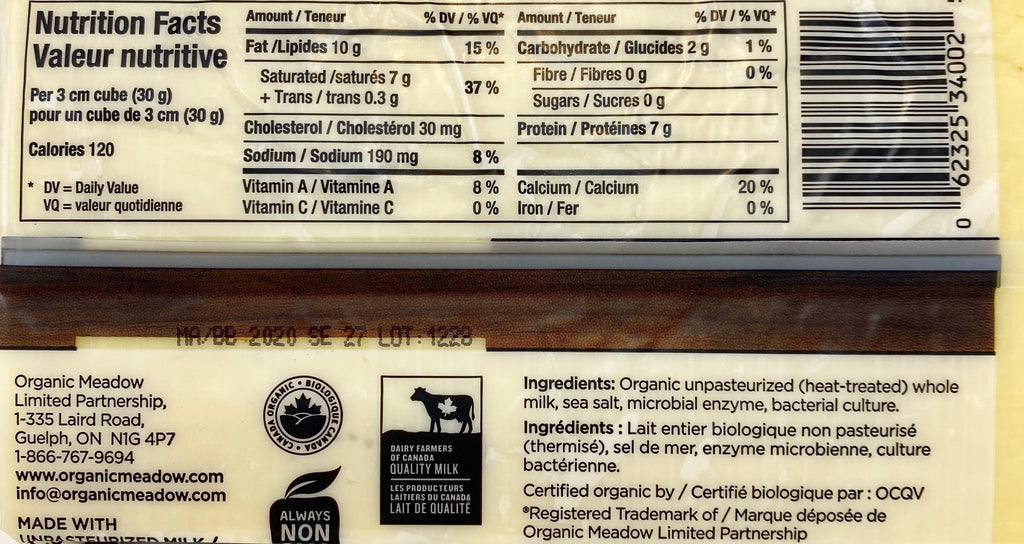 Nutrition Facts
Valeur nutritive
Per 3 cm cube (30 g)
pour un cube de 3 cm (30 g)
Calories 120
* DV = Daily Value
VQ = valeur quotidienne
Amount / Teneur % DV / % VQ*
Fat /Lipides 10 g 15 %
Saturated /saturés 7 g
+ Trans / trans 0.3 g
37 %
Cholesterol / Cholestérol 30 mg
Sodium / Sodium 190 mg 8 %
Vitamin A / Vitamine A 8 %
Vitamin C / Vitamine C 0 %
Amount / Teneur % DV / % VQ*
Carbohydrate / Glucides 2 g 1 %
Fibre / Fibres 0 g 0 %
Sugars / Sucres 0 g
Protein / Protéines 7 g
Calcium / Calcium 20 %
Iron / Fer 0 %
0 62325 34002
MA/BB 2020 SE 27 LOT:1228
Organic Meadow
Limited Partnership,
1-335 Laird Road,
Guelph, ON N1G 4P7
1-866-767-9694
www.organicmeadow.com
info@organicmeadow.com
MADE WITH
UNPASTEURIZED MILK /
CANADA ORGANIC • BIOLOGIQUE CANADA •
ALWAYS
NON
DAIRY FARMERS
OF CANADA
QUALITY MILK
LES PRODUCTEURS
LAITIERS DU CANADA
LAIT DE QUALITÉ
Ingredients: Organic unpasteurized (heat-treated) whole
milk, sea salt, microbial enzyme, bacterial culture.
Ingrédients : Lait entier biologique non pasteurisé
(thermisé), sel de mer, enzyme microbienne, culture
bactérienne.
Certified organic by / Certifié biologique par : OCQV
®Registered Trademark of / Marque déposée de
Organic Meadow Limited Partnership